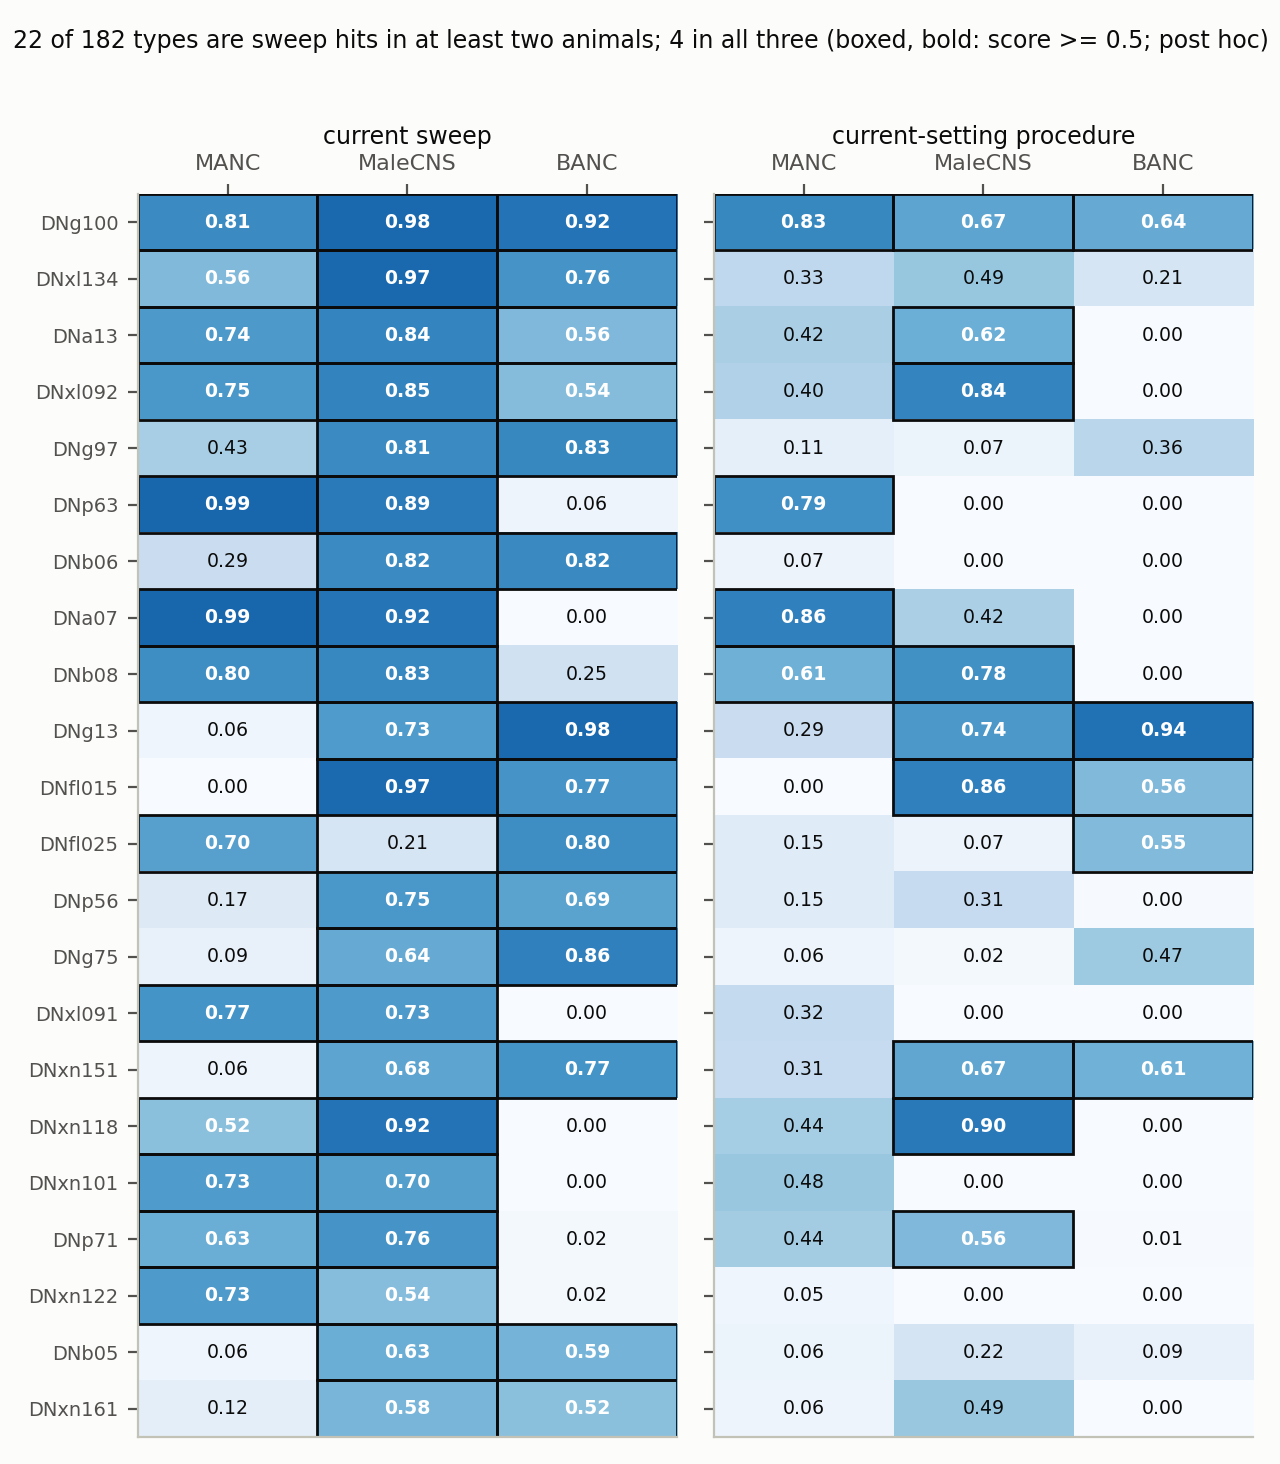 22 of 182 types are sweep hits in at least two animals; 4 in all three (boxed, bold: score >= 0.5; post hoc)
current sweep current-setting procedure
MANC MaleCNS BANC MANC MaleCNS BANC
DNg100 0.81 0.98 0.92 0.83 0.67 0.64
DNxl134 0.56 0.97 0.76 0.33 0.49 0.21
DNa13 0.74 0.84 0.56 0.42 0.62 0.00
DNxl092 0.75 0.85 0.54 0.40 0.84 0.00
DNg97 0.43 0.81 0.83 0.11 0.07 0.36
DNp63 0.99 0.89 0.06 0.79 0.00 0.00
DNb06 0.29 0.82 0.82 0.07 0.00 0.00
DNa07 0.99 0.92 0.00 0.86 0.42 0.00
DNb08 0.80 0.83 0.25 0.61 0.78 0.00
DNg13 0.06 0.73 0.98 0.29 0.74 0.94
DNfl015 0.00 0.97 0.77 0.00 0.86 0.56
DNfl025 0.70 0.21 0.80 0.15 0.07 0.55
DNp56 0.17 0.75 0.69 0.15 0.31 0.00
DNg75 0.09 0.64 0.86 0.06 0.02 0.47
DNxl091 0.77 0.73 0.00 0.32 0.00 0.00
DNxn151 0.06 0.68 0.77 0.31 0.67 0.61
DNxn118 0.52 0.92 0.00 0.44 0.90 0.00
DNxn101 0.73 0.70 0.00 0.48 0.00 0.00
DNp71 0.63 0.76 0.02 0.44 0.56 0.01
DNxn122 0.73 0.54 0.02 0.05 0.00 0.00
DNb05 0.06 0.63 0.59 0.06 0.22 0.09
DNxn161 0.12 0.58 0.52 0.06 0.49 0.00